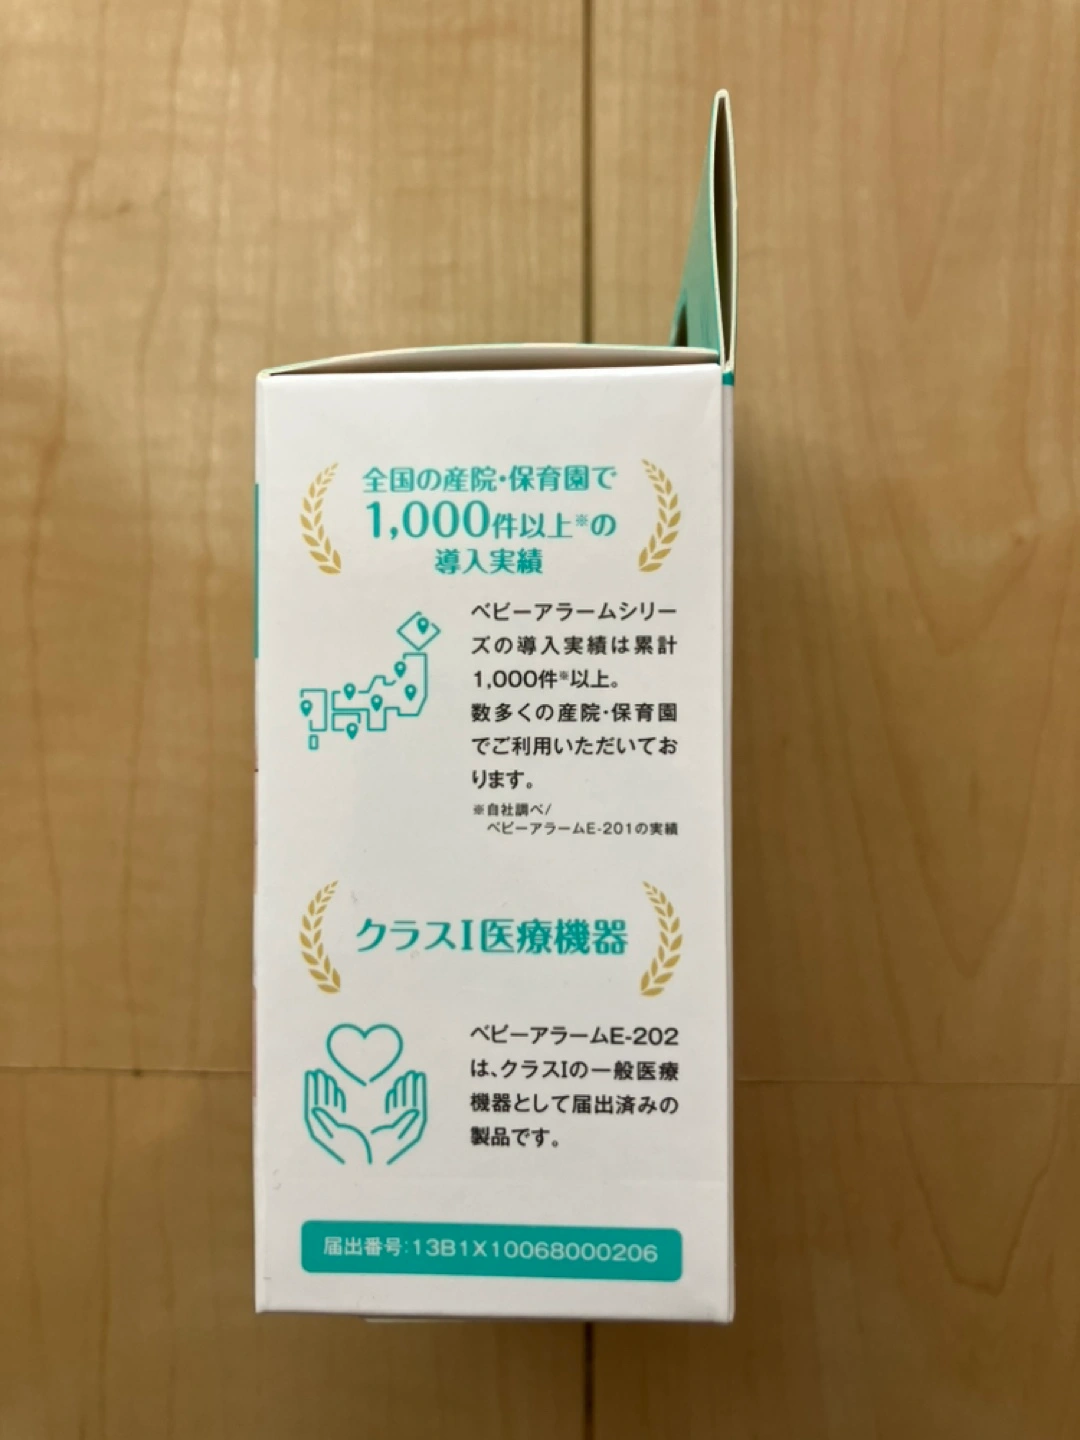 全国の産院・保育園で
1,000件以上※の
導入実績
ベビーアラームシリー
ズの導入実績は累計
1,000件※以上。
数多くの産院・保育園
でご利用いただいてお
ります。
※自社調べ/
ベビーアラームE-201の実績
クラスI医療機器
ベビーアラームE-202
は、クラスIの一般医療
機器として届出済みの
製品です。
届出番号:13B1X10068000206